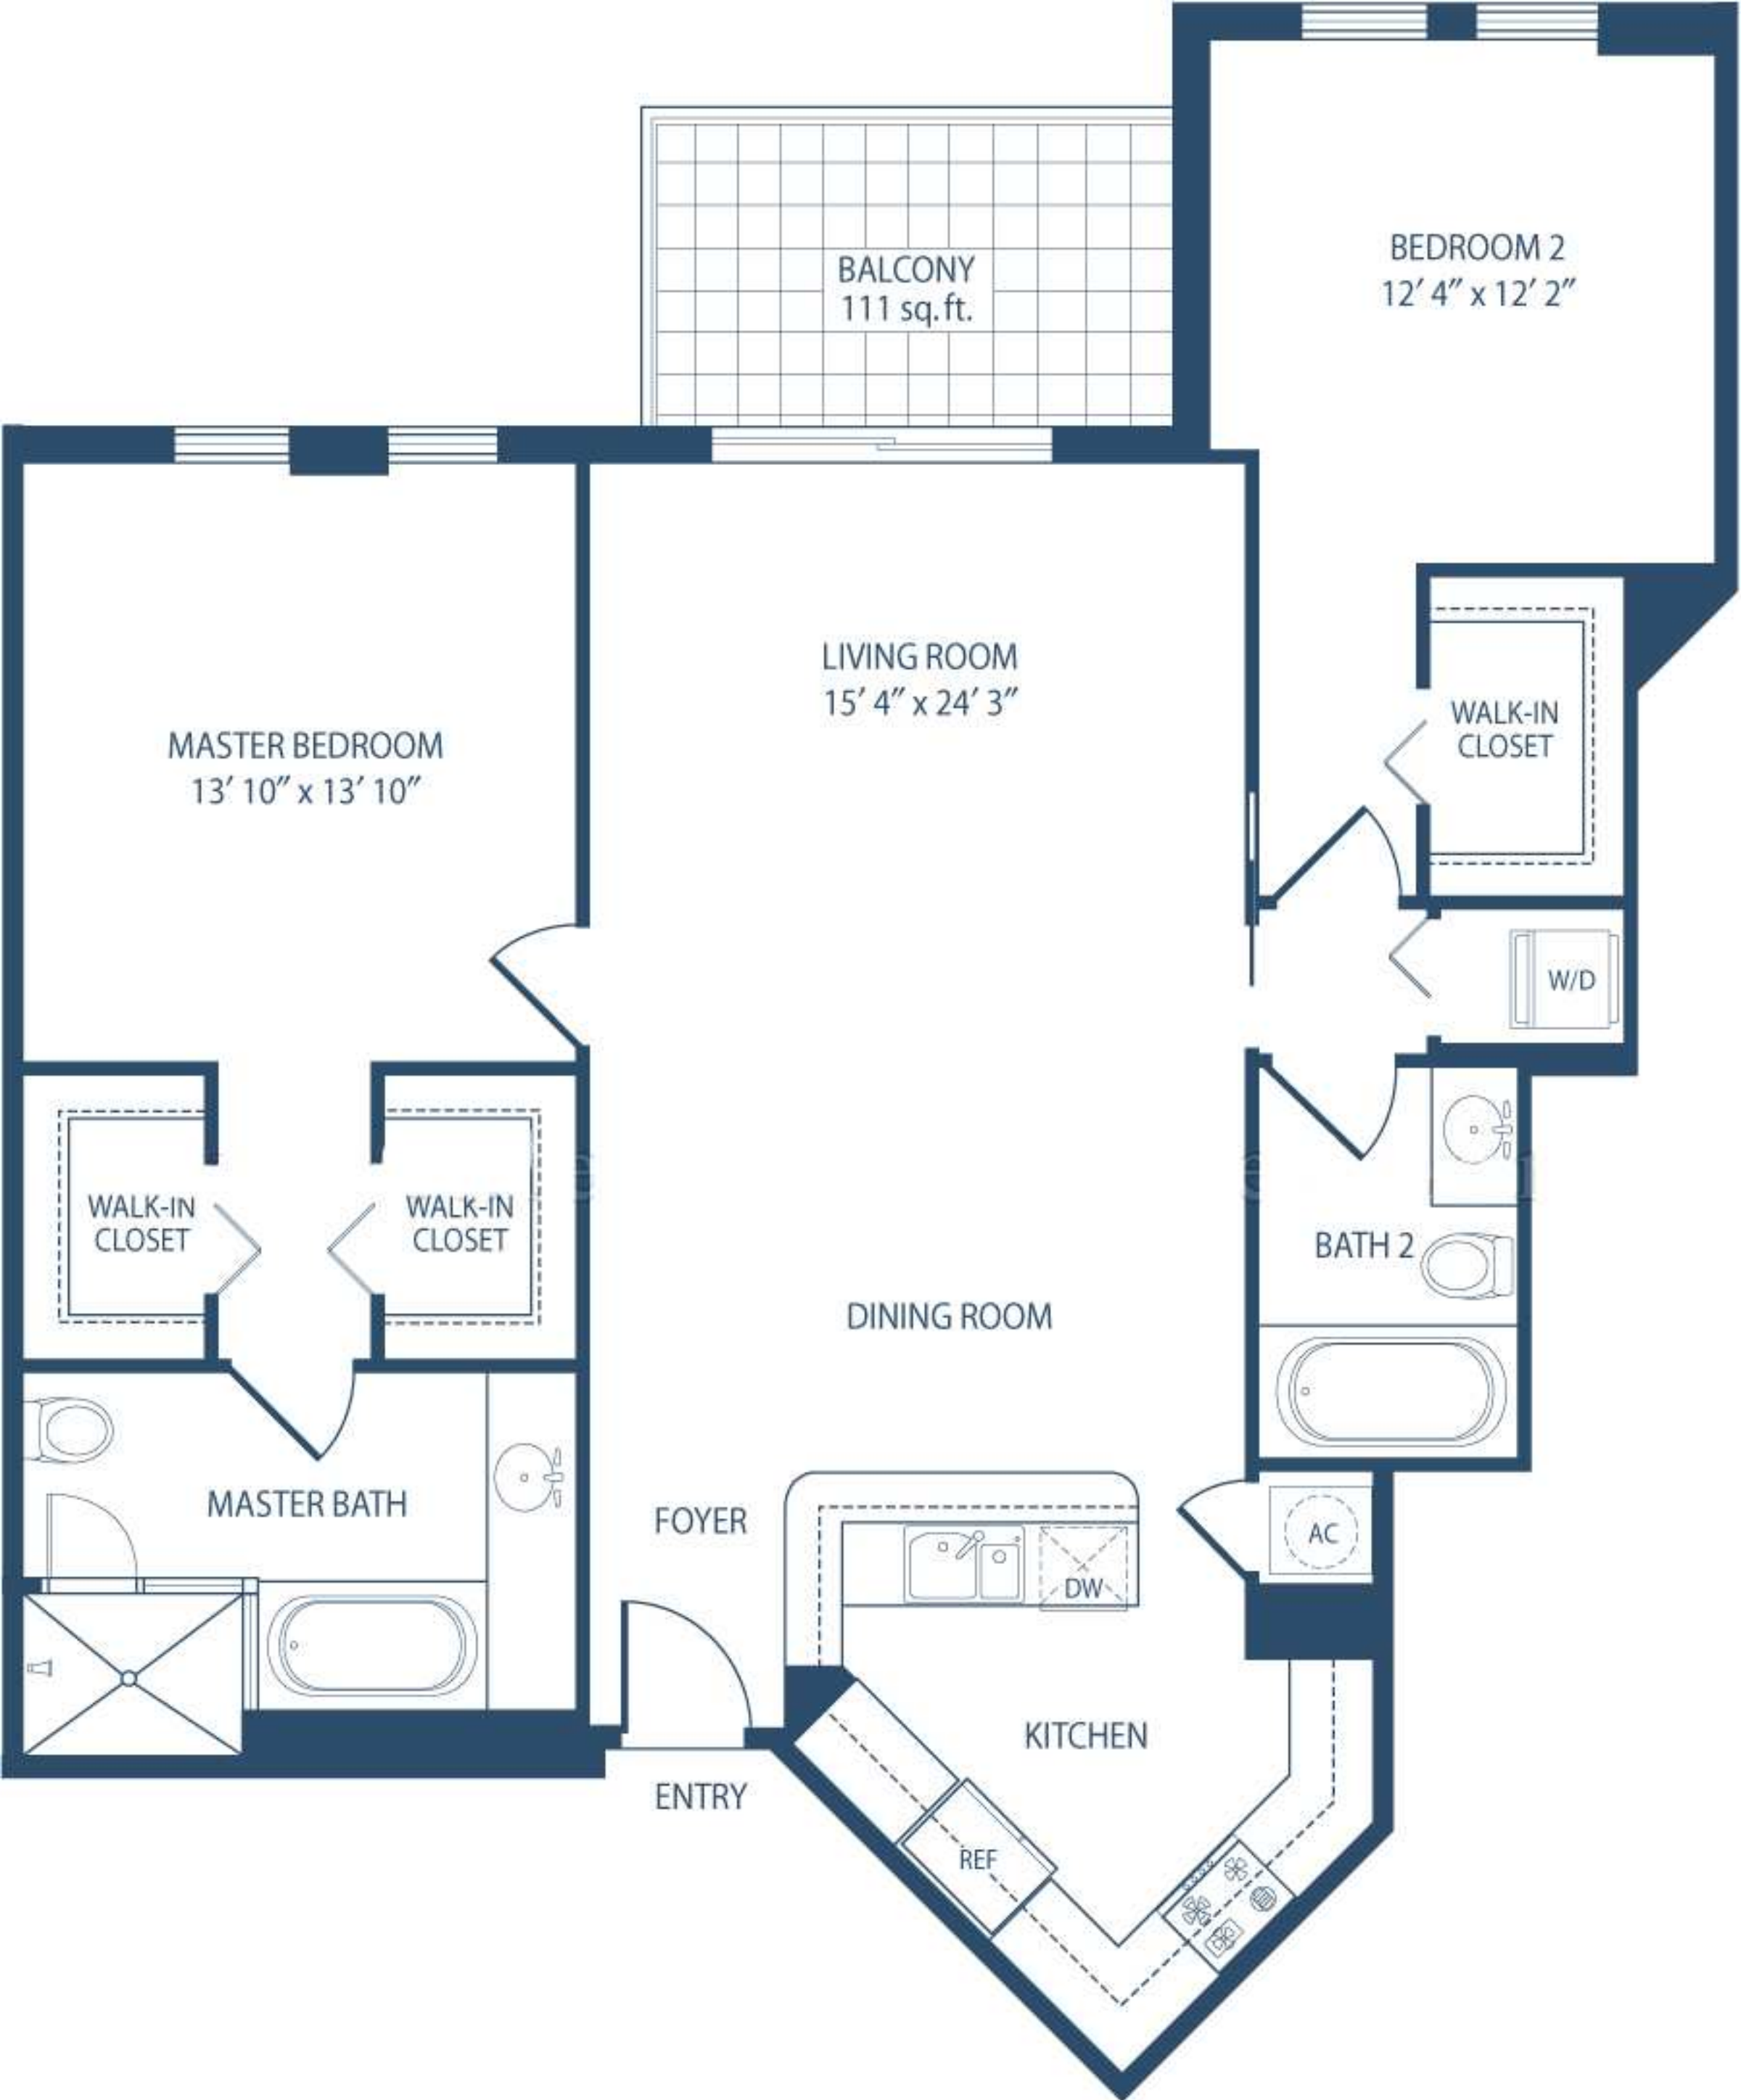 BEDROOM 2
12′ 4″ x 12′ 2″
BALCONY
111 sq.ft.
LIVING ROOM
15′ 4″ x 24′ 3″
MASTER BEDROOM
13′ 10″ x 13′ 10″
WALK-IN
CLOSET
W/D
WALK-IN
CLOSET
WALK-IN
CLOSET
BATH 2
DINING ROOM
MASTER BATH
FOYER
AC
DW
KITCHEN
ENTRY
REF